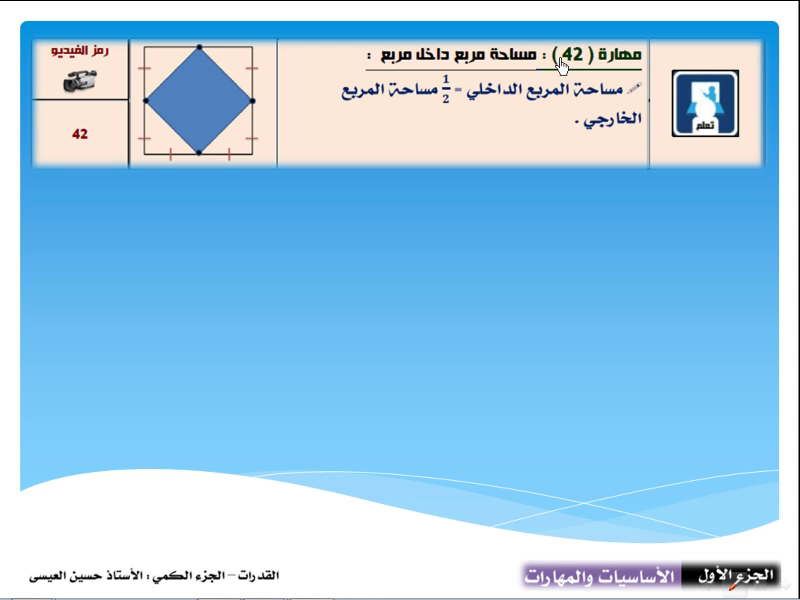 مهارة ( 42 ) : مساحة مربع داخل مربع :
مساحة المربع الداخلي = 1/2 مساحة المربع
الخارجي .
تعلم
رمز الفيديو
42
الجزء الأول
الأساسيات والمهارات
القدرات – الجزء الكمي : الأستاذ حسين العيسى